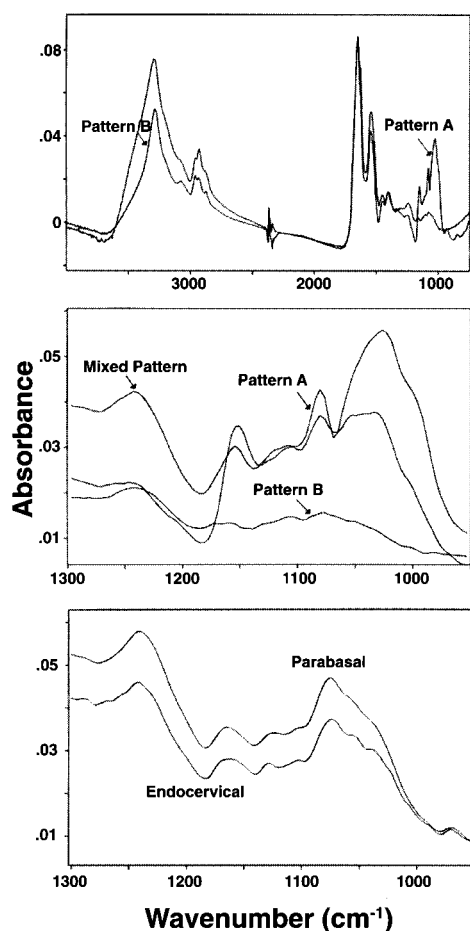 .08
.04
0
Pattern B
Pattern A
3000
2000
1000
Absorbance
.05
.03
.01
Mixed Pattern
Pattern A
Pattern B
1300
1200
1100
1000
.05
.03
.01
Parabasal
Endocervical
1300
1200
1100
1000
Wavenumber (cm-1)